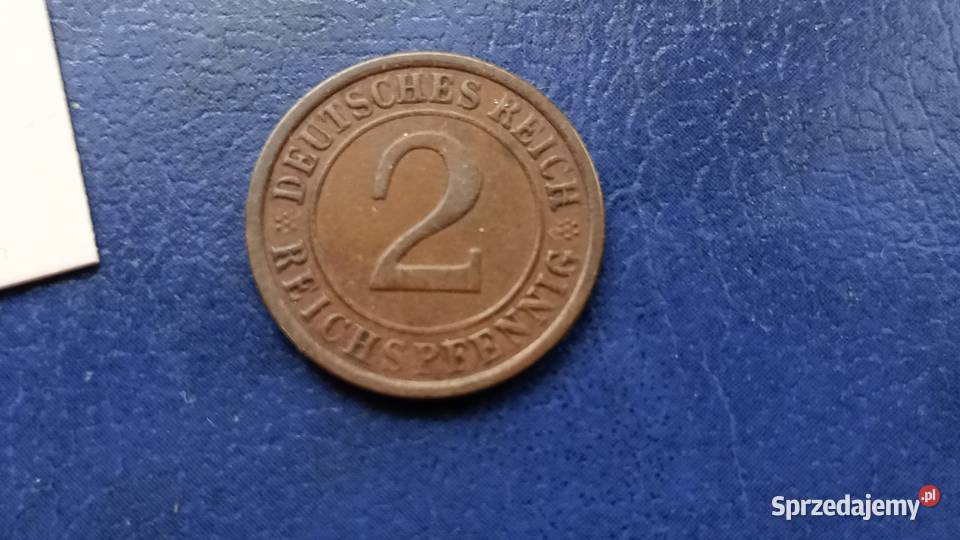 DEUTSCHES REICH
2
REICHSPFENNIG
Sprzedajemy.pl